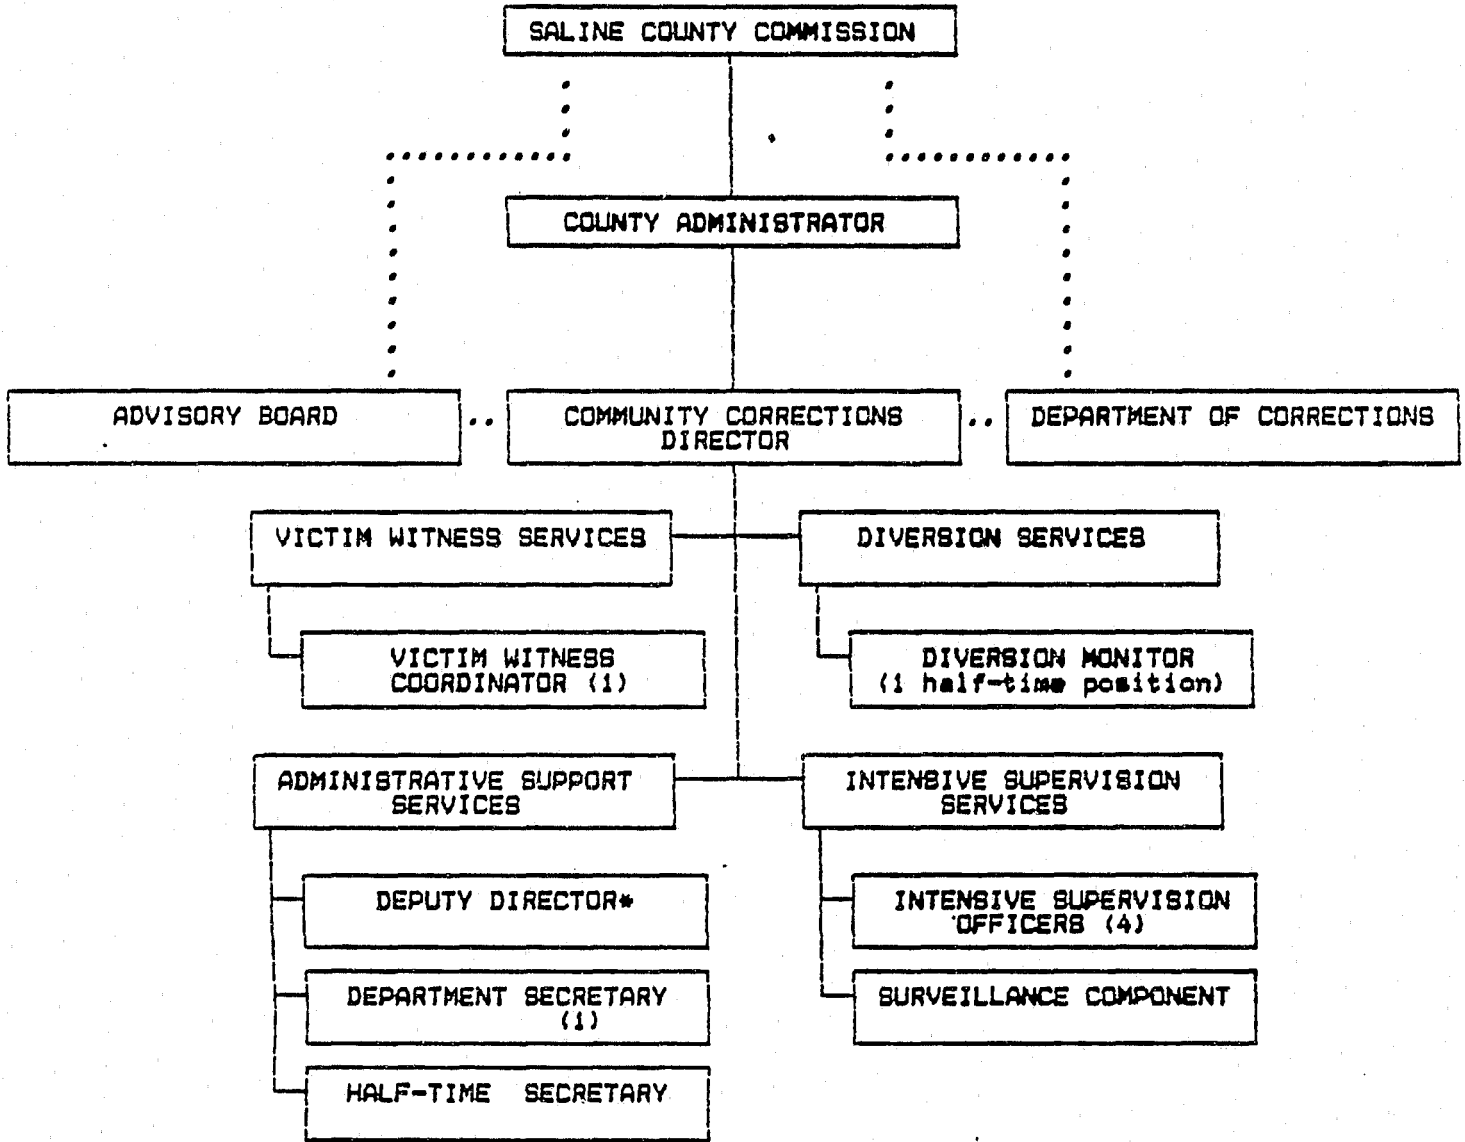 SALINE COUNTY COMMISSION
COUNTY ADMINISTRATOR
ADVISORY BOARD
COMMUNITY CORRECTIONS
DIRECTOR
DEPARTMENT OF CORRECTIONS
VICTIM WITNESS SERVICES
DIVERSION SERVICES
VICTIM WITNESS
COORDINATOR (1)
DIVERSION MONITOR
(1 half-time position)
ADMINISTRATIVE SUPPORT
SERVICES
INTENSIVE SUPERVISION
SERVICES
DEPUTY DIRECTOR*
INTENSIVE SUPERVISION
OFFICERS (4)
DEPARTMENT SECRETARY
(1)
SURVEILLANCE COMPONENT
HALF-TIME SECRETARY